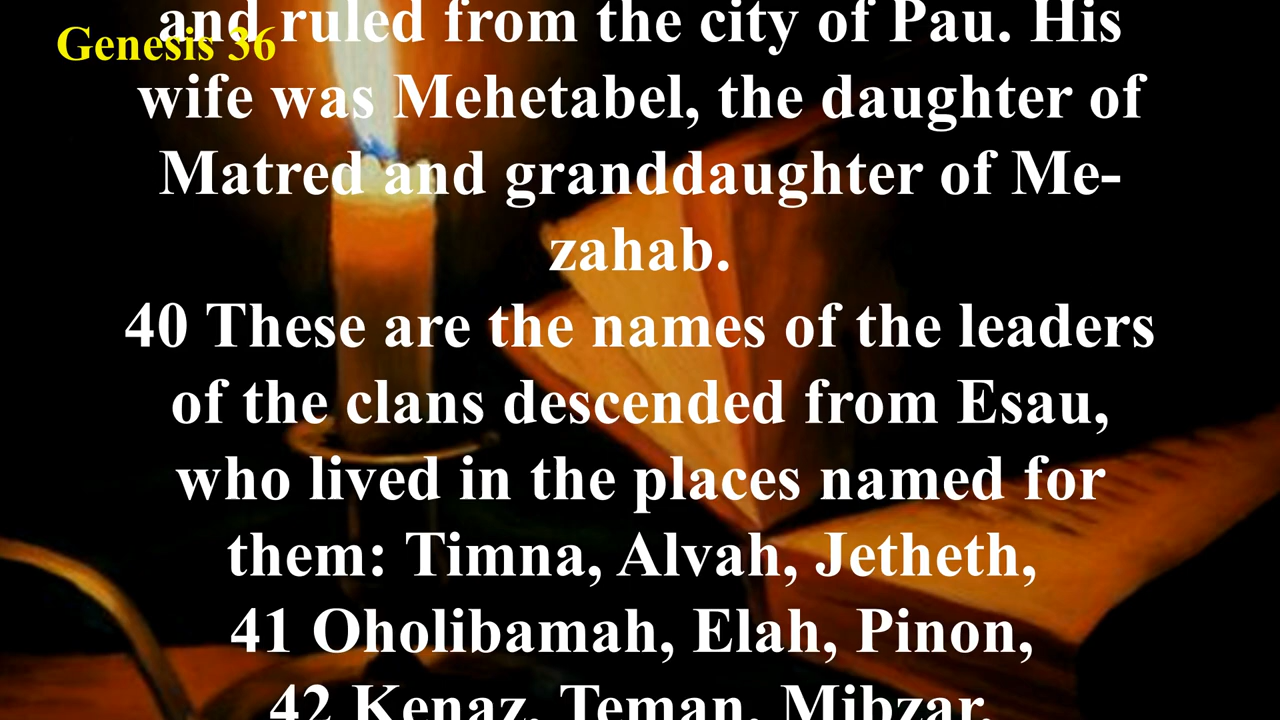 Genesis 36
and ruled from the city of Pau. His
wife was Mehetabel, the daughter of
Matred and granddaughter of Me-
zahab.
40 These are the names of the leaders
of the clans descended from Esau,
who lived in the places named for
them: Timna, Alvah, Jetheth,
41 Oholibamah, Elah, Pinon,
42 Kenaz, Teman, Mibzar,